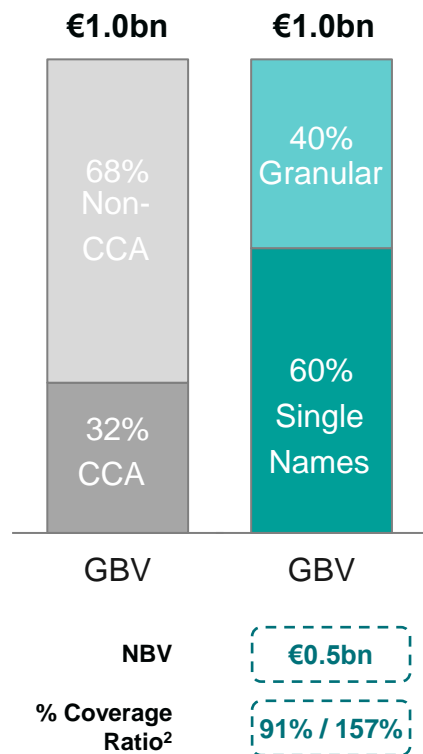 €1.0bn €1.0bn
68%
Non-
CCA
40%
Granular
32%
CCA
60%
Single
Names
GBV GBV
NBV €0.5bn
% Coverage
Ratio2 91% / 157%